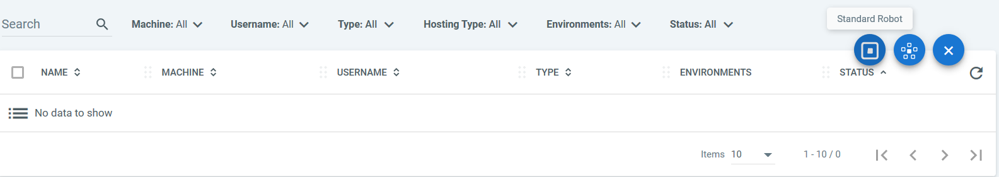 Standard Robot
Search Machine: All Username: All Type: All Hosting Type: All Environments: All Status: All
NAME MACHINE USERNAME TYPE ENVIRONMENTS STATUS
No data to show
Items 10 1 - 10 / 0